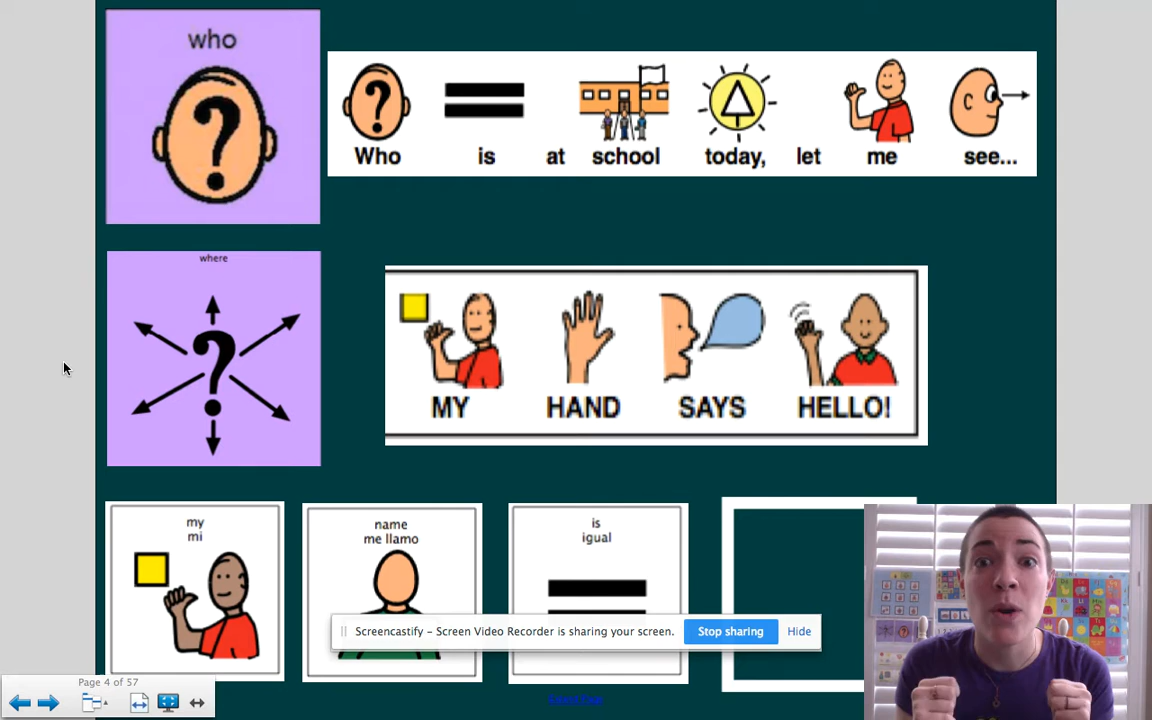 who
?
Who is at school today, let me see...
where
?
MY HAND SAYS HELLO!
my
mi
name
me llamo
is
igual
Screencastify – Screen Video Recorder is sharing your screen. Stop sharing Hide
Page 4 of 57